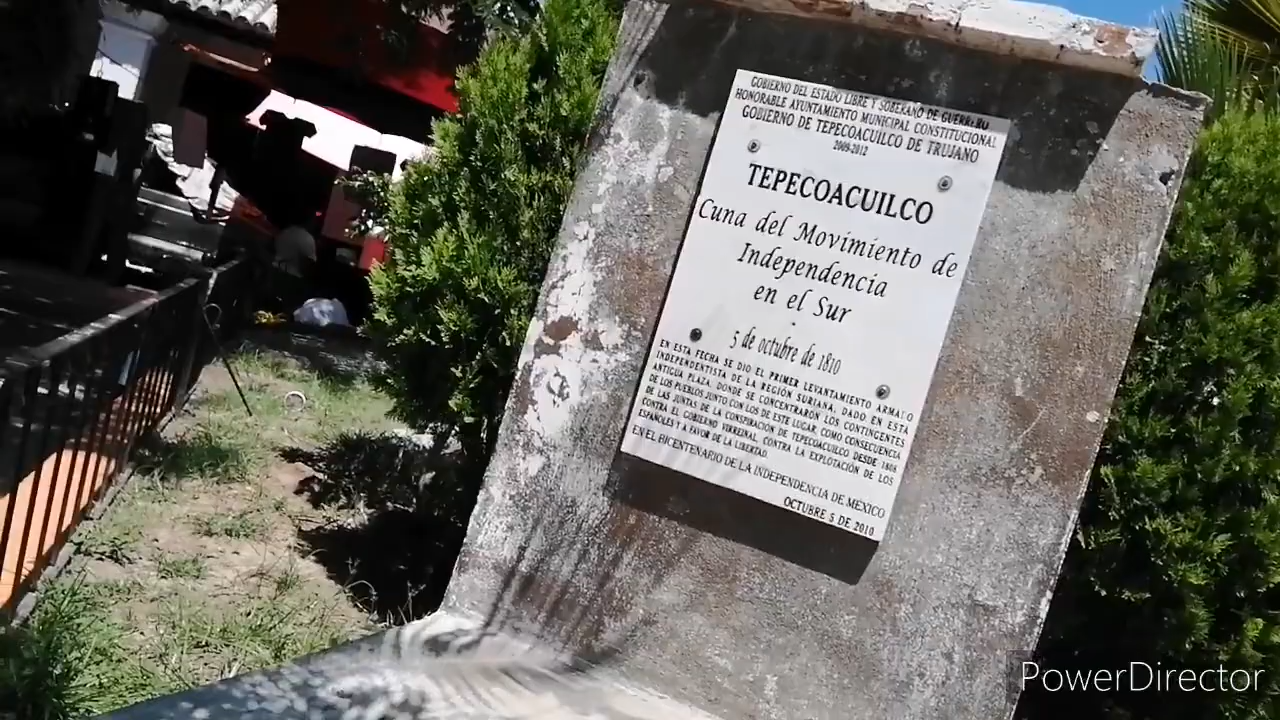 GOBIERNO DEL ESTADO LIBRE Y SOBERANO DE GUERRERO
HONORABLE AYUNTAMIENTO MUNICIPAL CONSTITUCIONAL
GOBIERNO DE TEPECOACUILCO DE TRUJANO
2009-2012
TEPECOACUILCO
Cuna del Movimiento de
Independencia
en el Sur
5 de octubre de 1810
EN ESTA FECHA SE DIO EL PRIMER LEVANTAMIENTO ARMADO
INDEPENDENTISTA DE LA REGIÓN SURIANA, DADO EN ESTA
ANTIGUA PLAZA, DONDE SE CONCENTRARÓN LOS CONTINGENTES
DE LOS PUEBLOS JUNTO CON LOS DE ESTE LUGAR, COMO CONSECUENCIA
DE LAS JUNTAS DE LA CONSPIRACION DE TEPECOACUILCO DESDE 1808
CONTRA EL GOBIERNO VIRREINAL, CONTRA LA EXPLOTACIÓN DE LOS
ESPAÑOLES Y A FAVOR DE LA LIBERTAD.
EN EL BICENTENARIO DE LA INDEPENDENCIA DE MÉXICO
OCTUBRE 5 DE 2010
PowerDirector